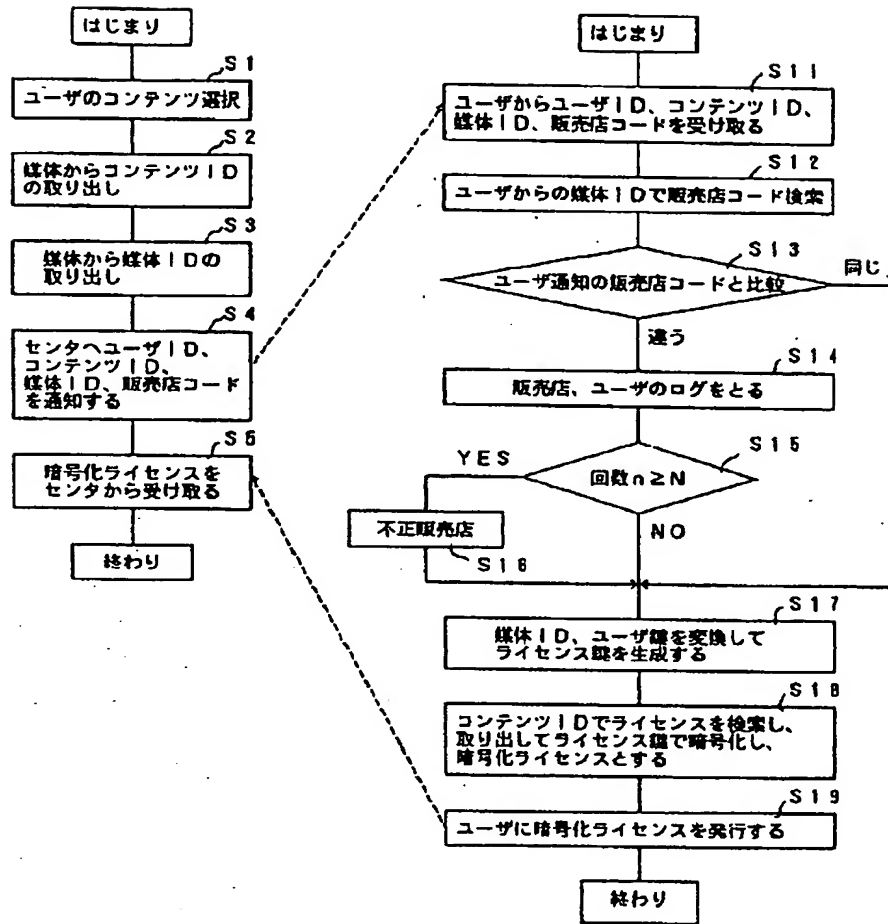 はじまり
S1
ユーザのコンテンツ選択
S2
媒体からコンテンツID
の取り出し
S3
媒体から媒体IDの
取り出し
S4
センタへユーザID、
コンテンツID、
媒体ID、販売店コード
を通知する
S5
暗号化ライセンスを
センタから受け取る
終わり
はじまり
S11
ユーザからユーザID、コンテンツID、
媒体ID、販売店コードを受け取る
S12
ユーザからの媒体IDで販売店コード検索
S13
ユーザ通知の販売店コードと比較
同じ
違う
S14
販売店、ユーザのログをとる
S15
回数n≥N
YES
NO
不正販売店
S16
S17
媒体ID、ユーザ鍵を変換して
ライセンス鍵を生成する
S18
コンテンツIDでライセンスを検索し、
取り出してライセンス鍵で暗号化し、
暗号化ライセンスとする
S19
ユーザに暗号化ライセンスを発行する
終わり